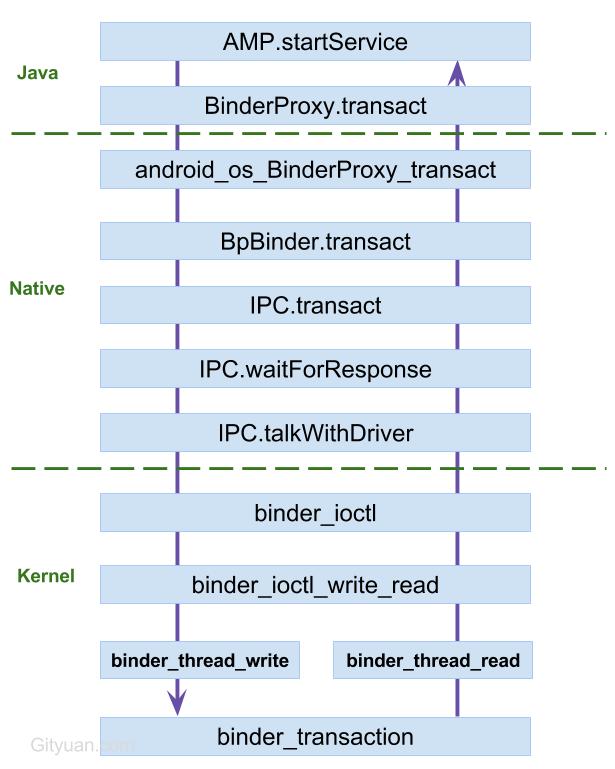 AMP.startService
Java
BinderProxy.transact
android_os_BinderProxy_transact
BpBinder.transact
Native
IPC.transact
IPC.waitForResponse
IPC.talkWithDriver
binder_ioctl
Kernel
binder_ioctl_write_read
binder_thread_write
binder_thread_read
binder_transaction
Gityuan.com